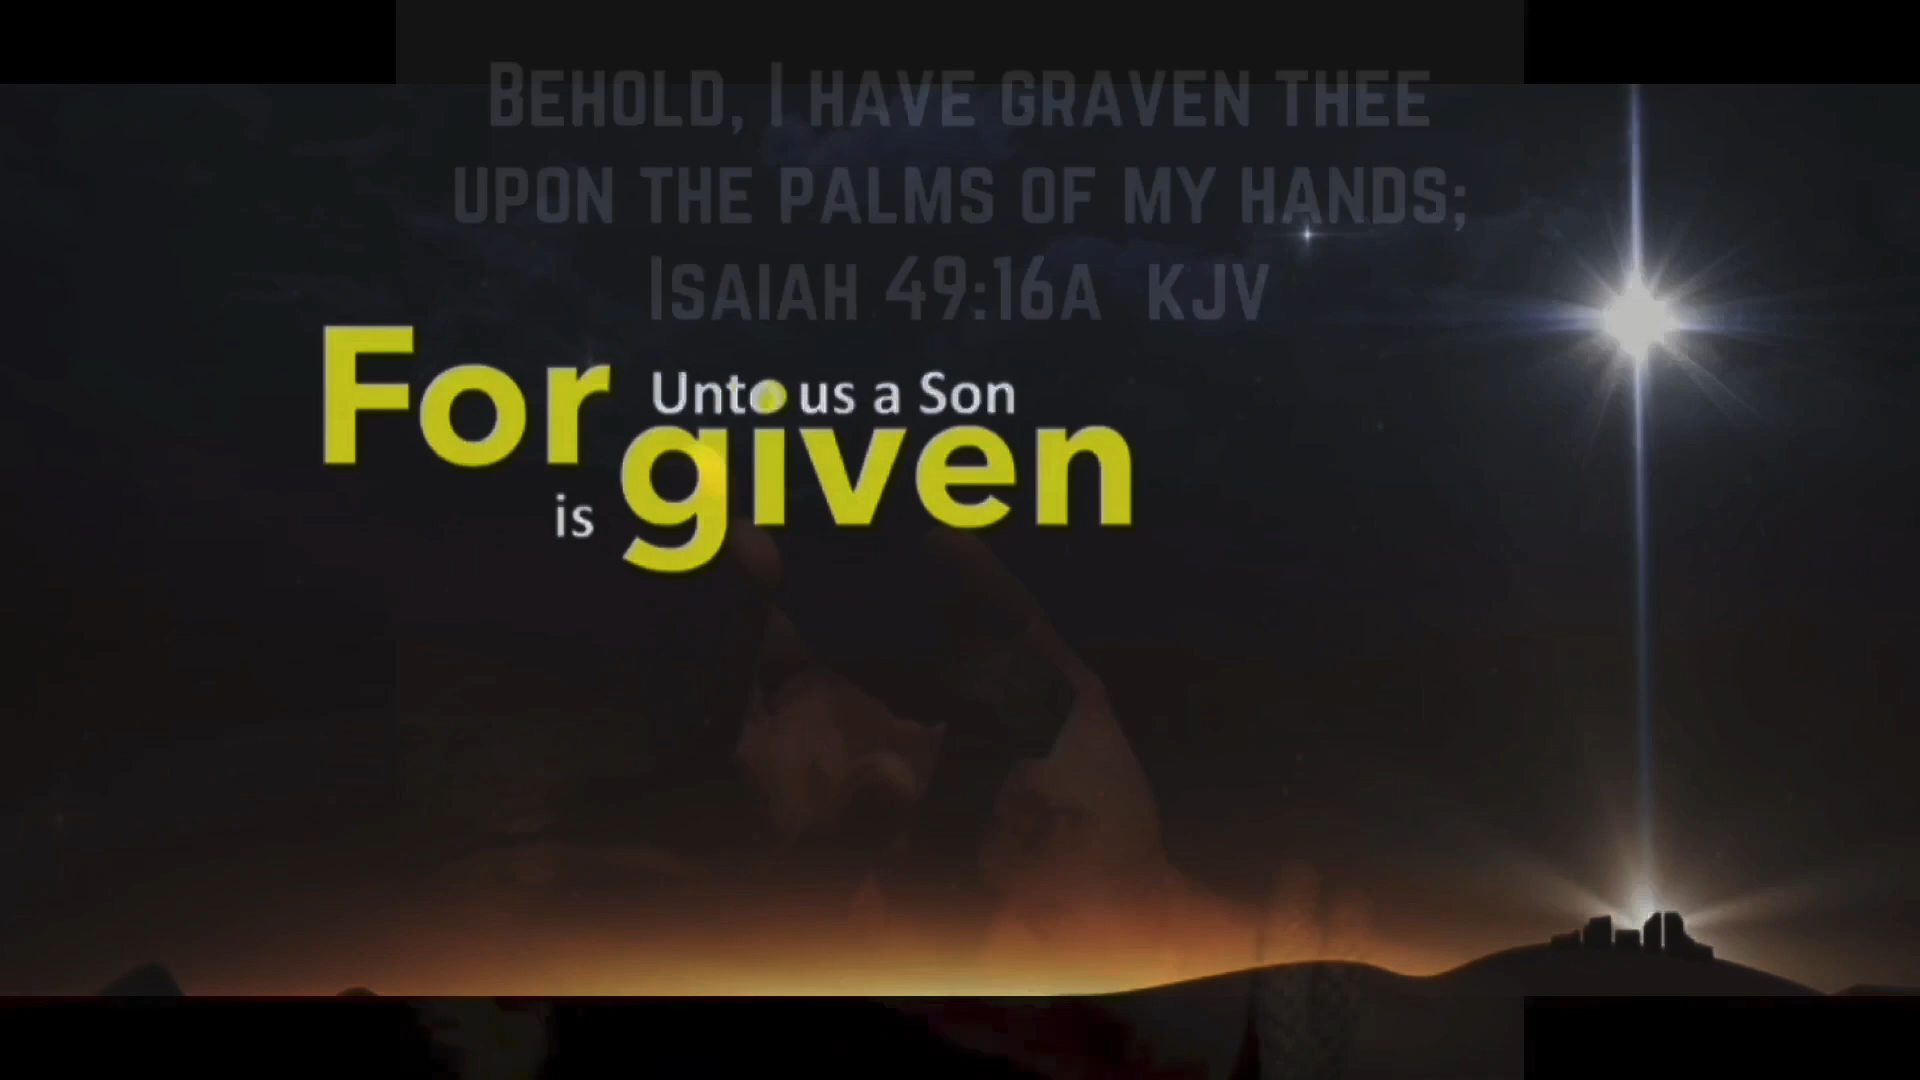 BEHOLD, I HAVE GRAVEN THEE
UPON THE PALMS OF MY HANDS;
ISAIAH 49:16A KJV
For Unto us a Son
is given